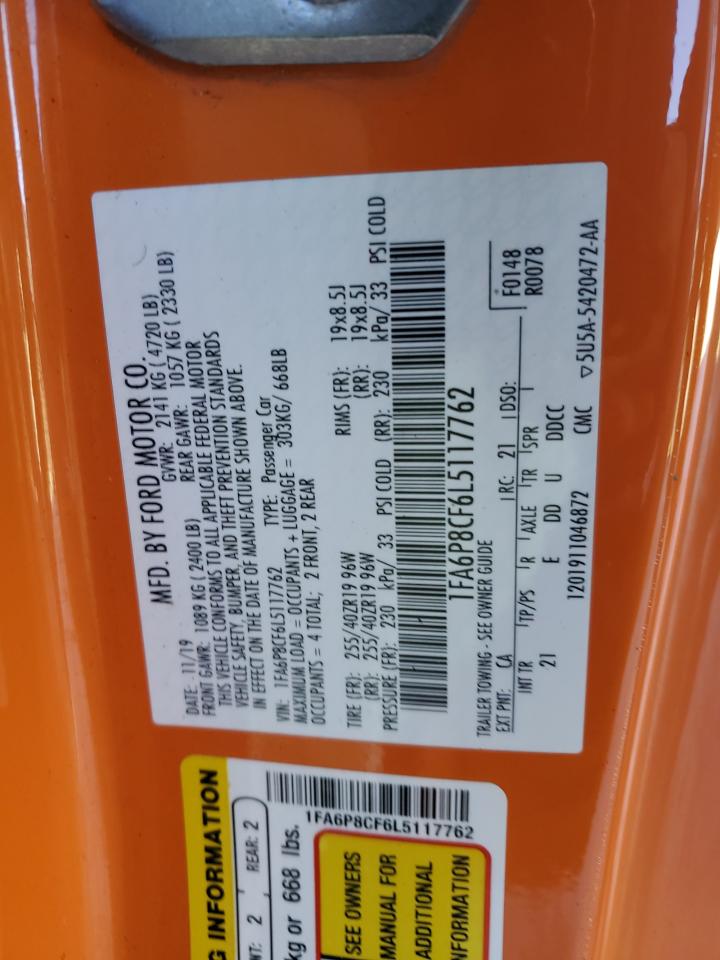 MFD. BY FORD MOTOR CO.
DATE: 11/19 GVWR: 2141 KG ( 4720 LB)
FRONT GAWR: 1089 KG ( 2400 LB) REAR GAWR: 1057 KG ( 2330 LB)
THIS VEHICLE CONFORMS TO ALL APPLICABLE FEDERAL MOTOR
VEHICLE SAFETY, BUMPER, AND THEFT PREVENTION STANDARDS
IN EFFECT ON THE DATE OF MANUFACTURE SHOWN ABOVE.
VIN: 1FA6P8CF6L5117762 TYPE: Passenger Car
MAXIMUM LOAD = OCCUPANTS + LUGGAGE = 303KG/ 668LB
OCCUPANTS = 4 TOTAL; 2 FRONT, 2 REAR
TIRE (FR): 255/40ZR19 96W RIMS (FR): 19x8.5J
(RR): 255/40ZR19 96W (RR): 19x8.5J
PRESSURE (FR): 230 kPa/ 33 PSI COLD (RR): 230 kPa/ 33 PSI COLD
1FA6P8CF6L5117762
TRAILER TOWING - SEE OWNER GUIDE
F0148
EXT PNT: CA RC: 21 DSO: R0078
INT TR TP/PS R AXLE TR SPR
21 E DD U DDCC
1201911046872 CMC ▽5U5A-5420472-AA
G INFORMATION
NT: 2 REAR: 2
kg or 668 lbs.
1FA6P8CF6L5117762
SEE OWNERS
MANUAL FOR
ADDITIONAL
NFORMATION